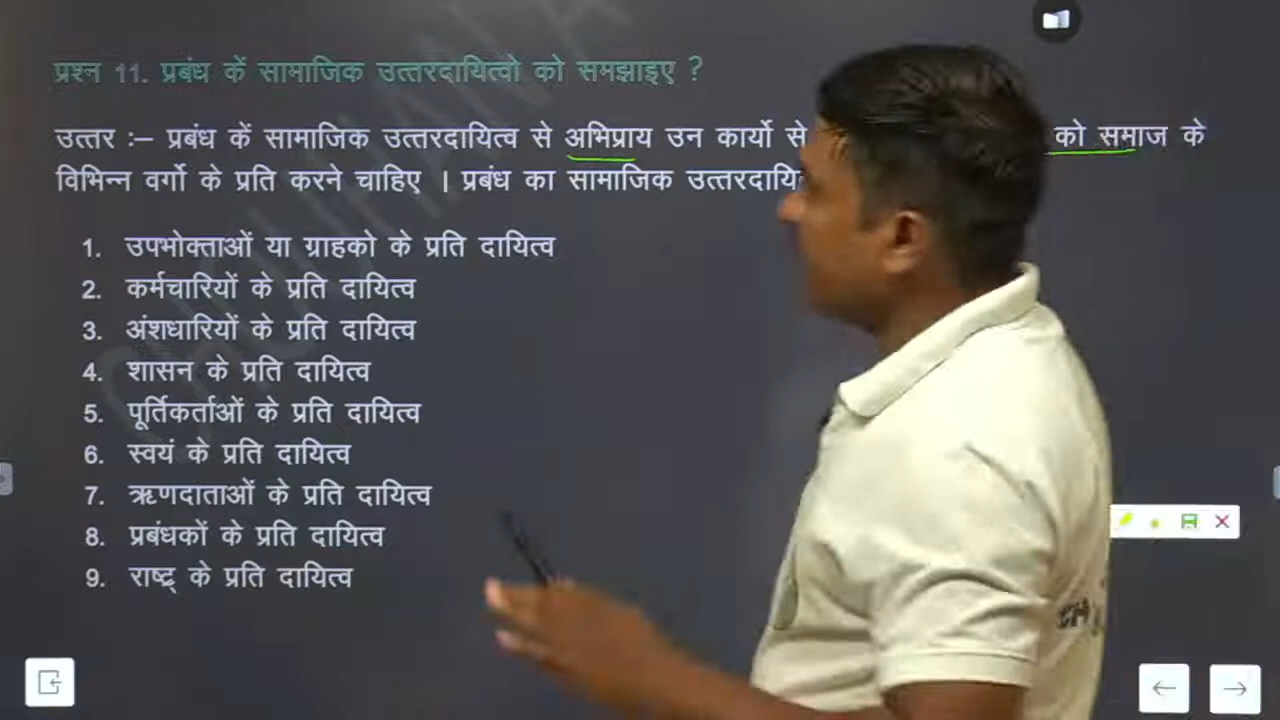 प्रश्न 11. प्रबंध कें सामाजिक उत्तरदायित्वो को समझाइए ?
उत्तर :– प्रबंध कें सामाजिक उत्तरदायित्व से अभिप्राय उन कार्यो से को समाज के
विभिन्न वर्गो के प्रति करने चाहिए । प्रबंध का सामाजिक
1. उपभोक्ताओं या ग्राहको के प्रति दायित्व
2. कर्मचारियों के प्रति दायित्व
3. अंशधारियों के प्रति दायित्व
4. शासन के प्रति दायित्व
5. पूर्तिकर्ताओं के प्रति दायित्व
6. स्वयं के प्रति दायित्व
7. ऋणदाताओं के प्रति दायित्व
8. प्रबंधकों के प्रति दायित्व
9. राष्ट्र के प्रति दायित्व